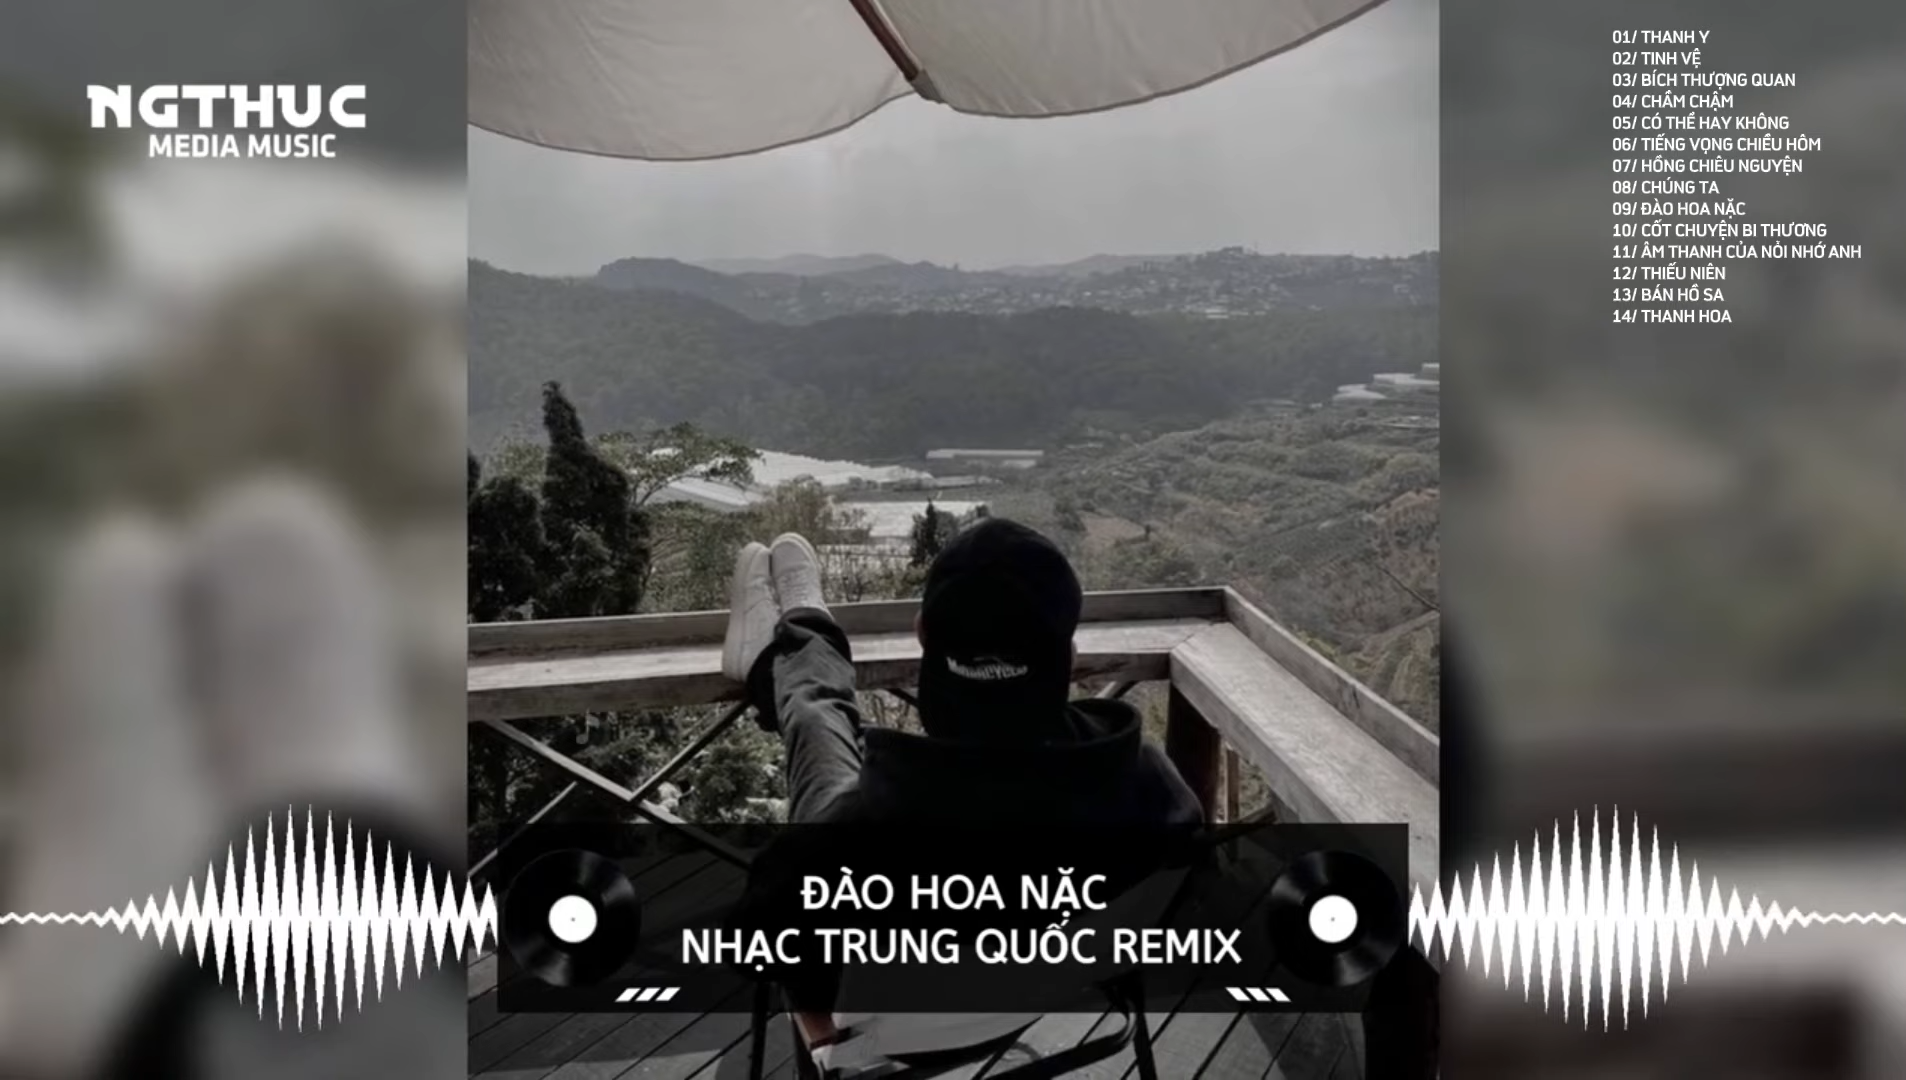 NGTHUC
MEDIA MUSIC
01/ THANH Y
02/ TINH VỆ
03/ BÍCH THƯỢNG QUAN
04/ CHẦM CHẬM
05/ CÓ THỂ HAY KHÔNG
06/ TIẾNG VỌNG CHIỀU HÔM
07/ HỒNG CHIÊU NGUYỆN
08/ CHÚNG TA
09/ ĐÀO HOA NẶC
10/ CỐT CHUYỆN BI THƯƠNG
11/ ÂM THANH CỦA NỎI NHỚ ANH
12/ THIẾU NIÊN
13/ BÁN HỒ SA
14/ THANH HOA
ĐÀO HOA NẶC
NHẠC TRUNG QUỐC REMIX